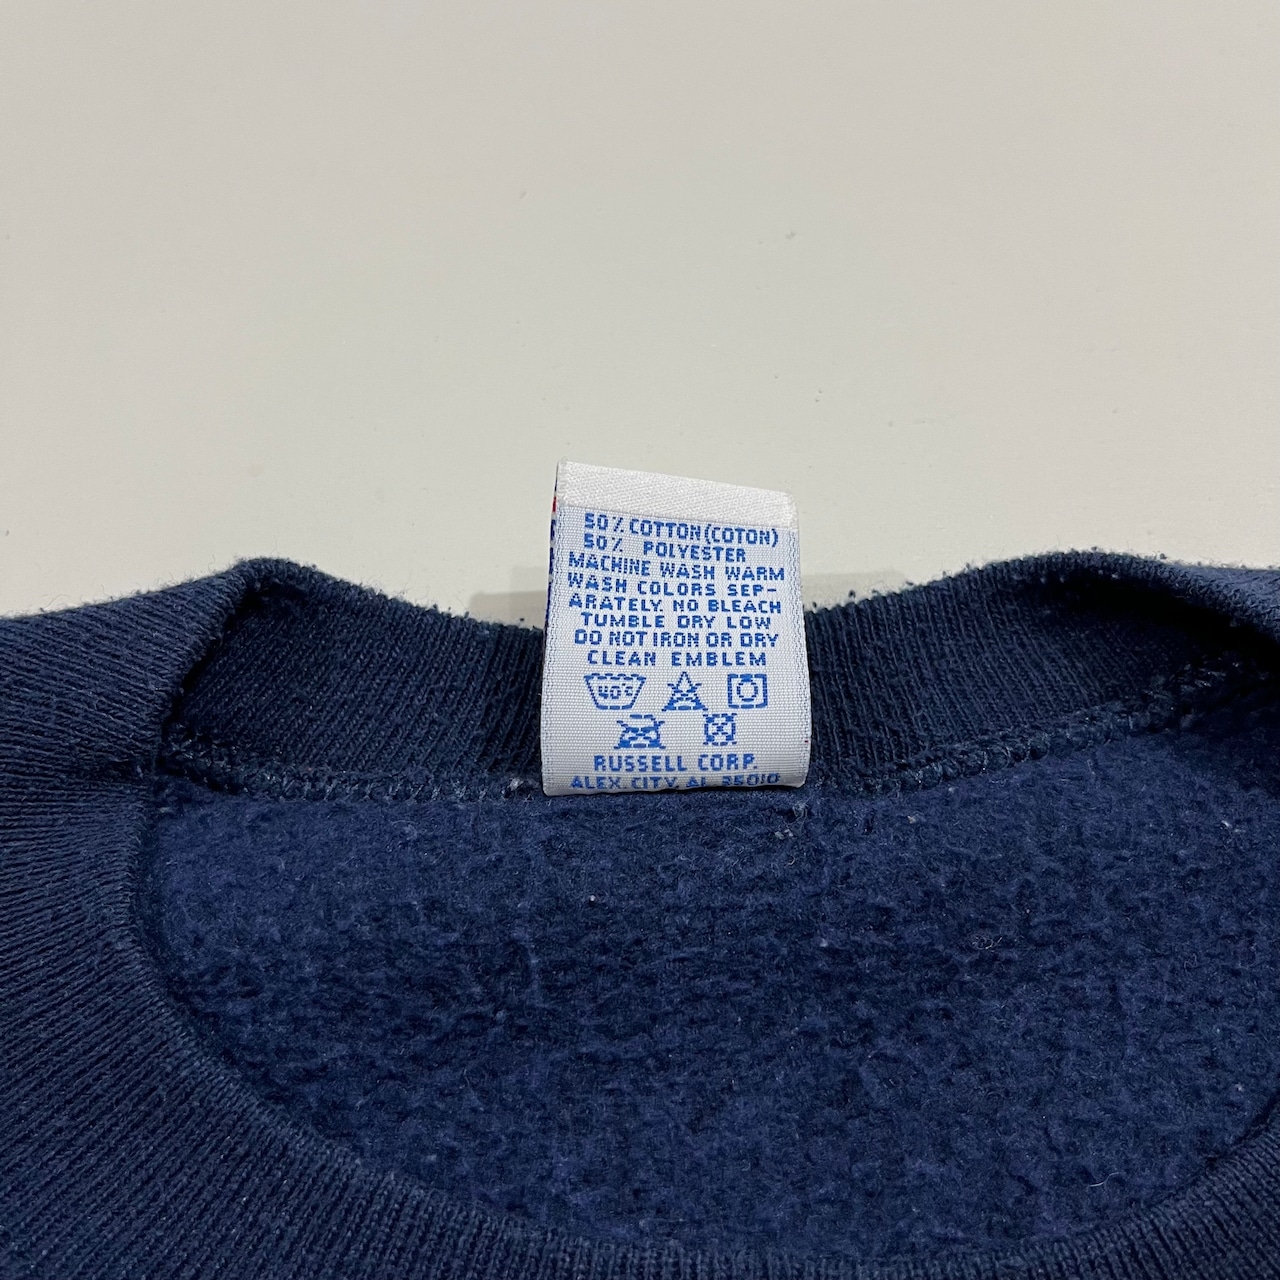 50% COTTON (COTON)
50% POLYESTER
MACHINE WASH WARM
WASH COLORS SEP-
ARATELY. NO BLEACH
TUMBLE DRY LOW
DO NOT IRON OR DRY
CLEAN EMBLEM
40°C
RUSSELL CORP.
ALEX. CITY, AL 35010